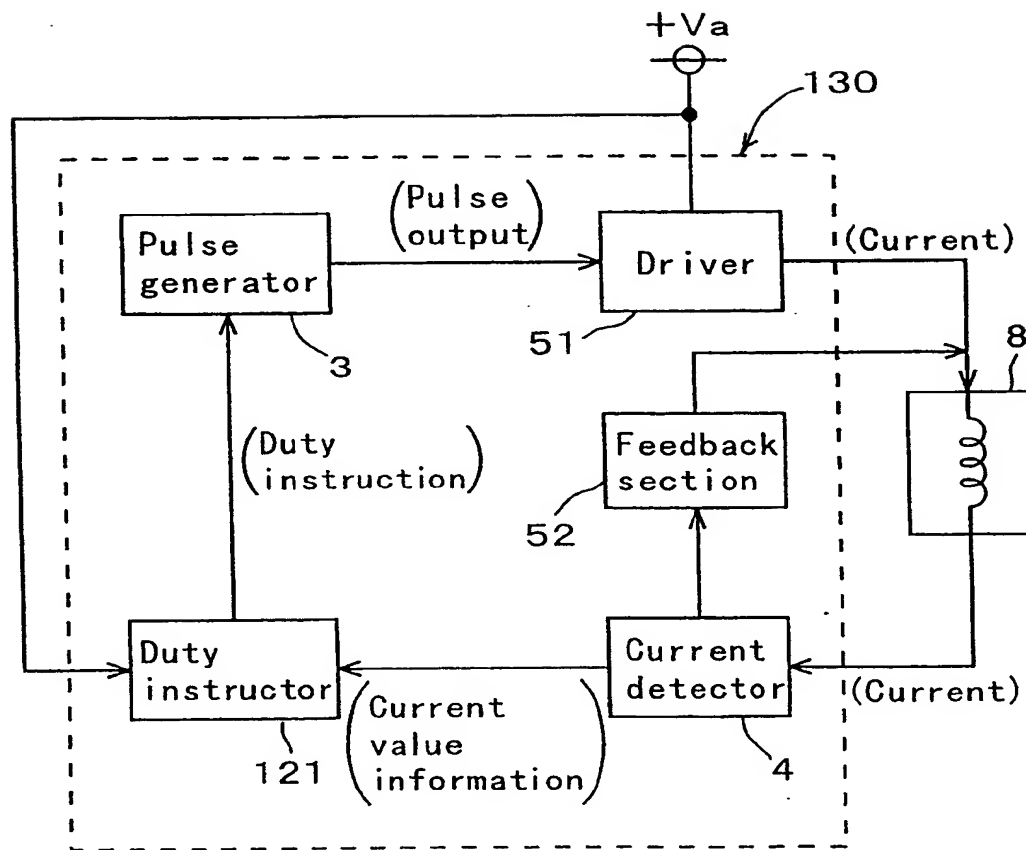 +Va
130
(Pulse
output)
Pulse
generator
3
Driver
51
(Current)
8
(Duty
instruction)
Feedback
section
52
Duty
instructor
121
(Current
value
information)
Current
detector
4
(Current)